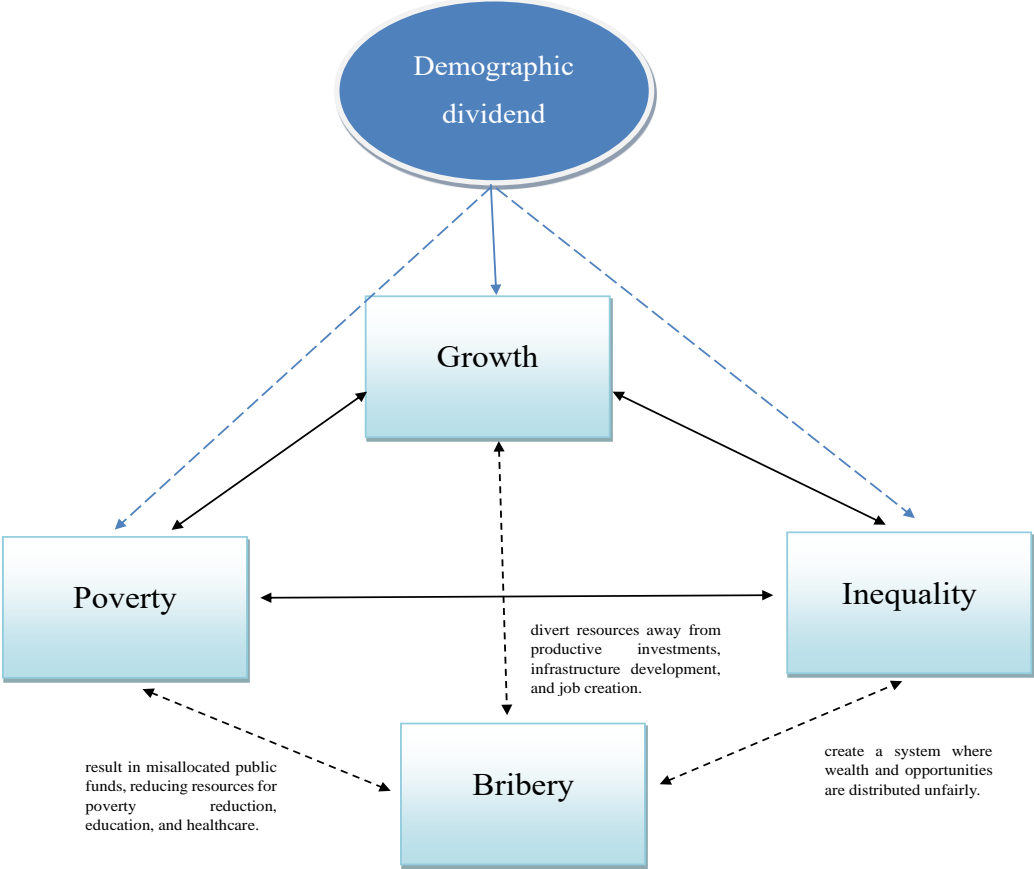 Demographic
dividend
Growth
Poverty
Inequality
divert resources away from
productive investments,
infrastructure development,
and job creation.
Bribery
result in misallocated public
funds, reducing resources for
poverty reduction,
education, and healthcare.
create a system where
wealth and opportunities
are distributed unfairly.